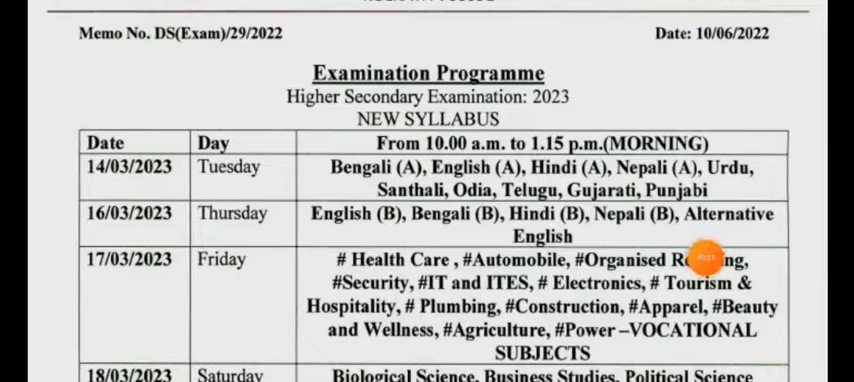 Memo No. DS(Exam)/29/2022 Date: 10/06/2022
Examination Programme
Higher Secondary Examination: 2023
NEW SYLLABUS
Date Day From 10.00 a.m. to 1.15 p.m.(MORNING)
14/03/2023 Tuesday Bengali (A), English (A), Hindi (A), Nepali (A), Urdu,
Santhali, Odia, Telugu, Gujarati, Punjabi
16/03/2023 Thursday English (B), Bengali (B), Hindi (B), Nepali (B), Alternative
English
17/03/2023 Friday # Health Care , #Automobile, #Organised
#Security, #IT and ITES, # Electronics, # Tourism &
Hospitality, # Plumbing, #Construction, #Apparel, #Beauty
and Wellness, #Agriculture, #Power –VOCATIONAL
SUBJECTS
18/03/2023 Saturday Biological Science, Business Studies, Political Science